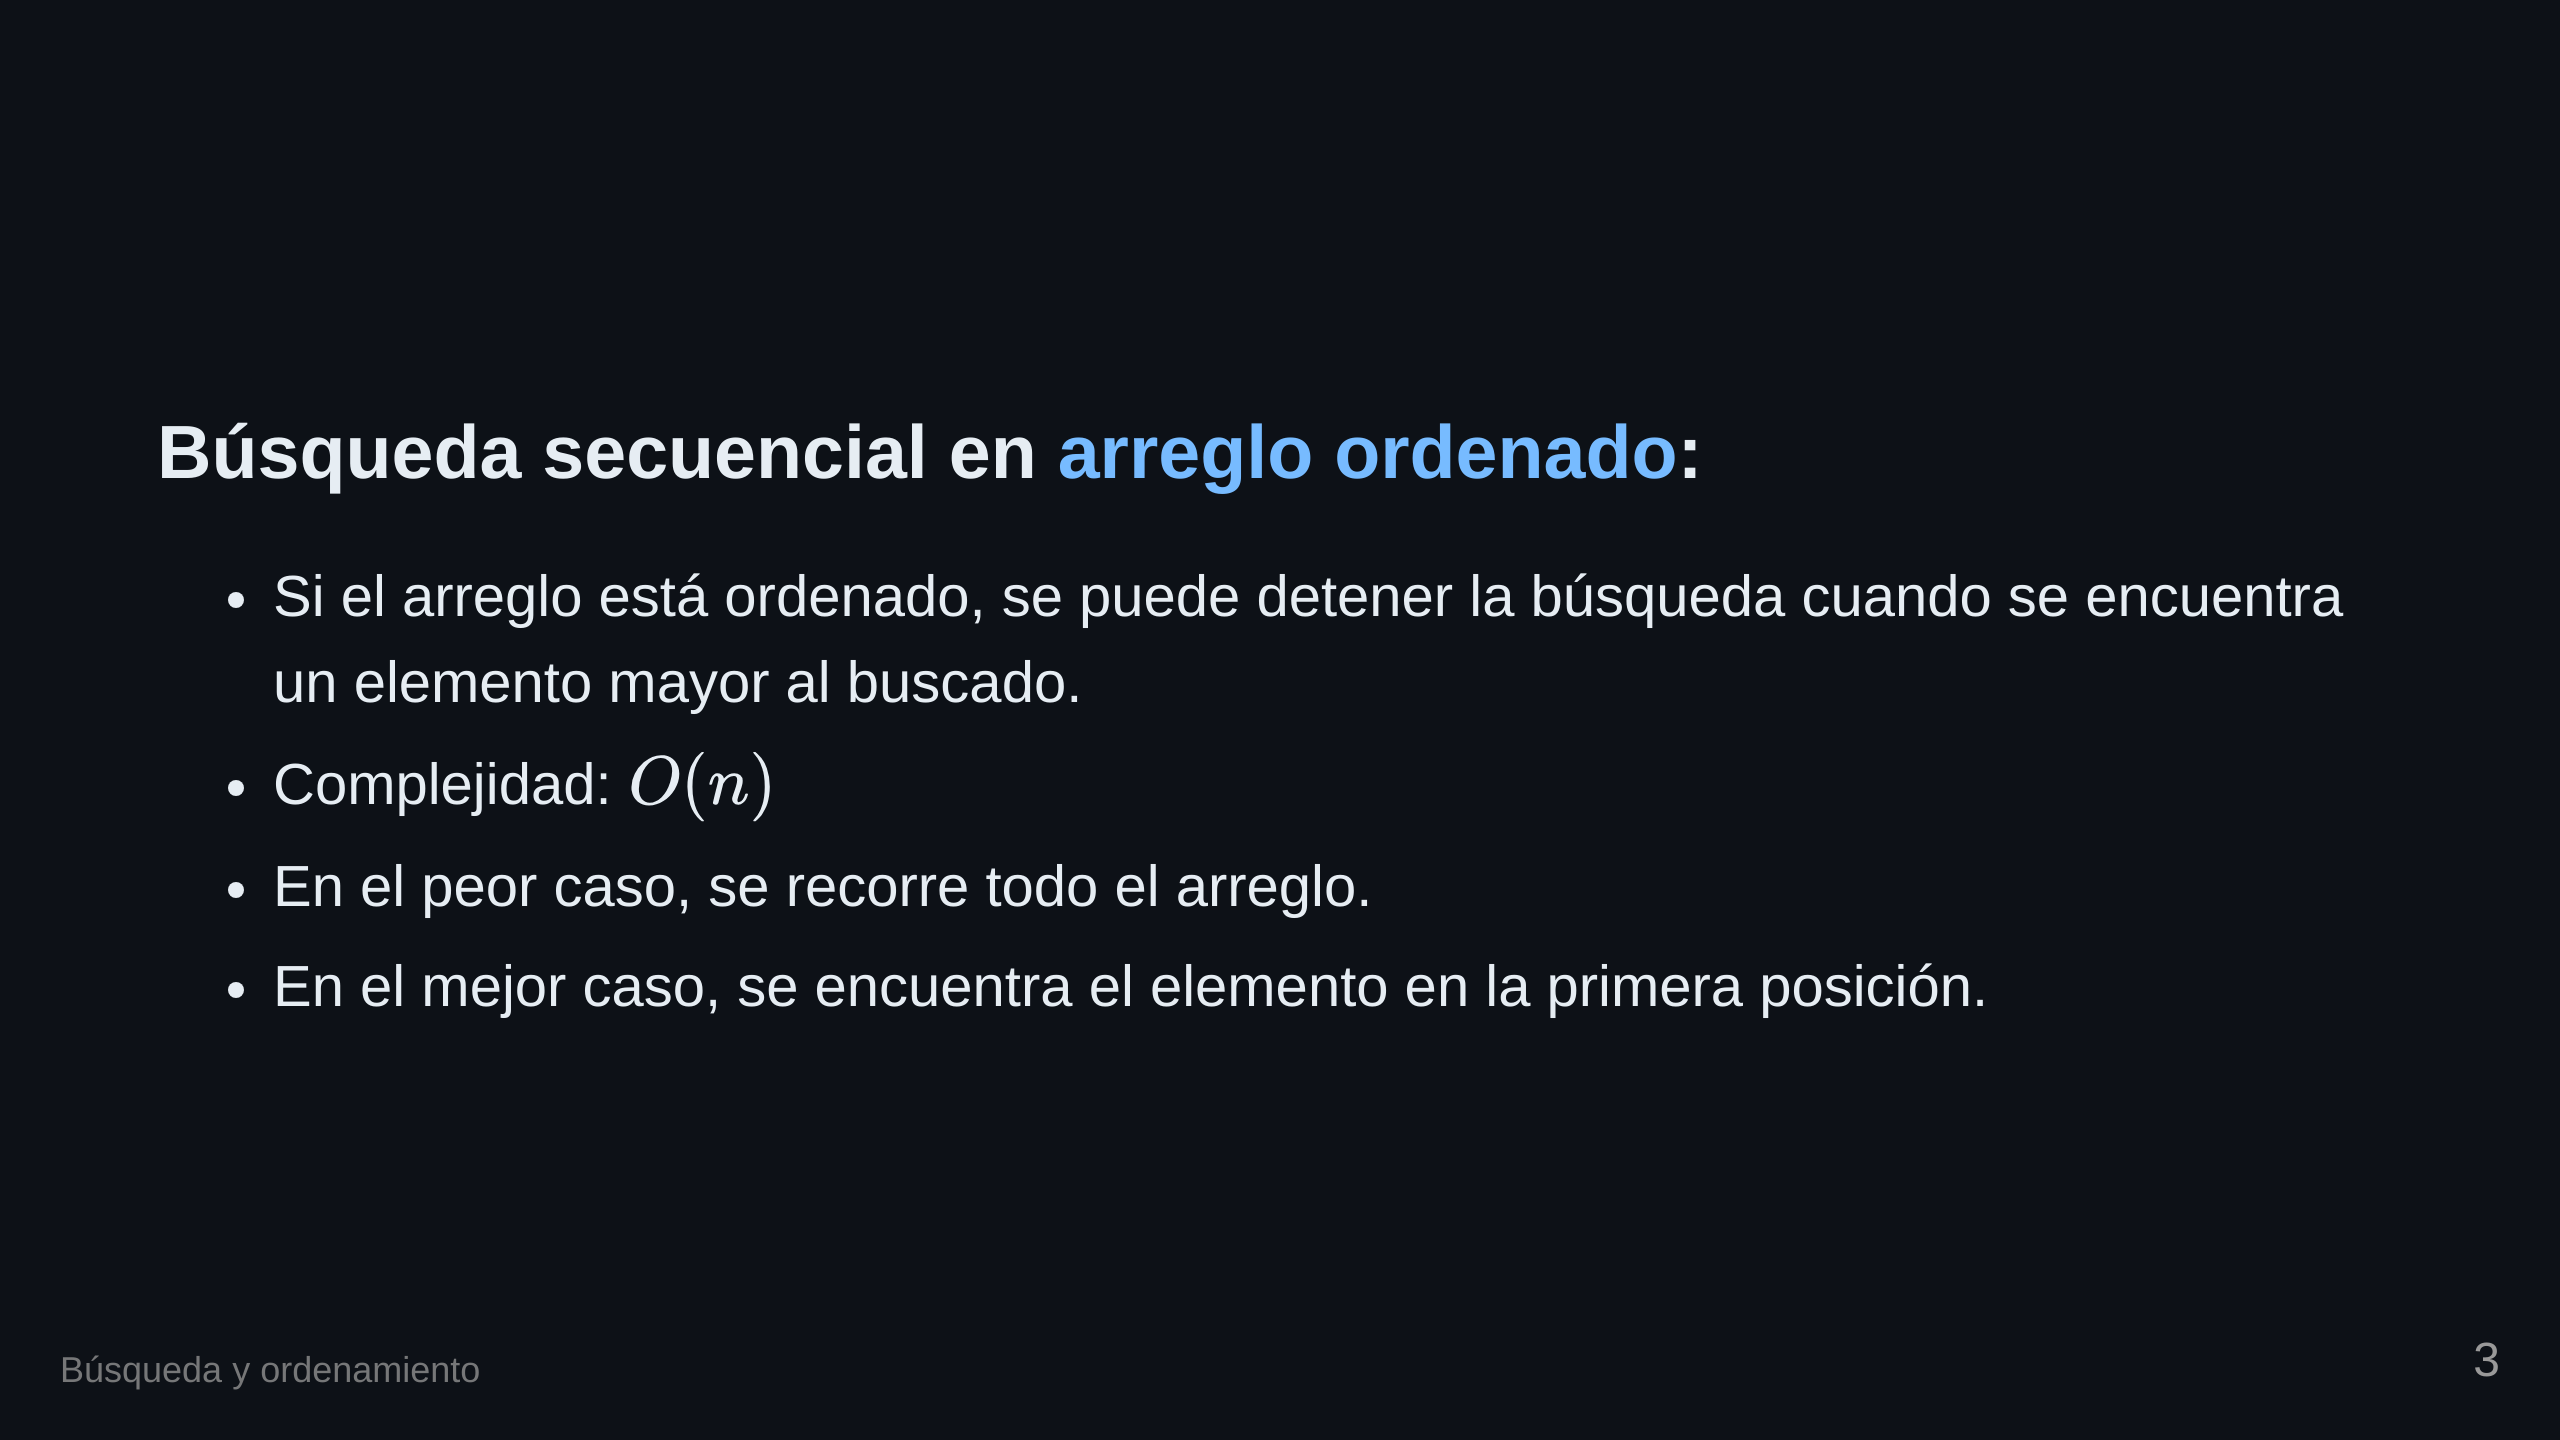 Búsqueda secuencial en arreglo ordenado:
• Si el arreglo está ordenado, se puede detener la búsqueda cuando se encuentra
un elemento mayor al buscado.
• Complejidad: O(n)
• En el peor caso, se recorre todo el arreglo.
• En el mejor caso, se encuentra el elemento en la primera posición.
Búsqueda y ordenamiento
3